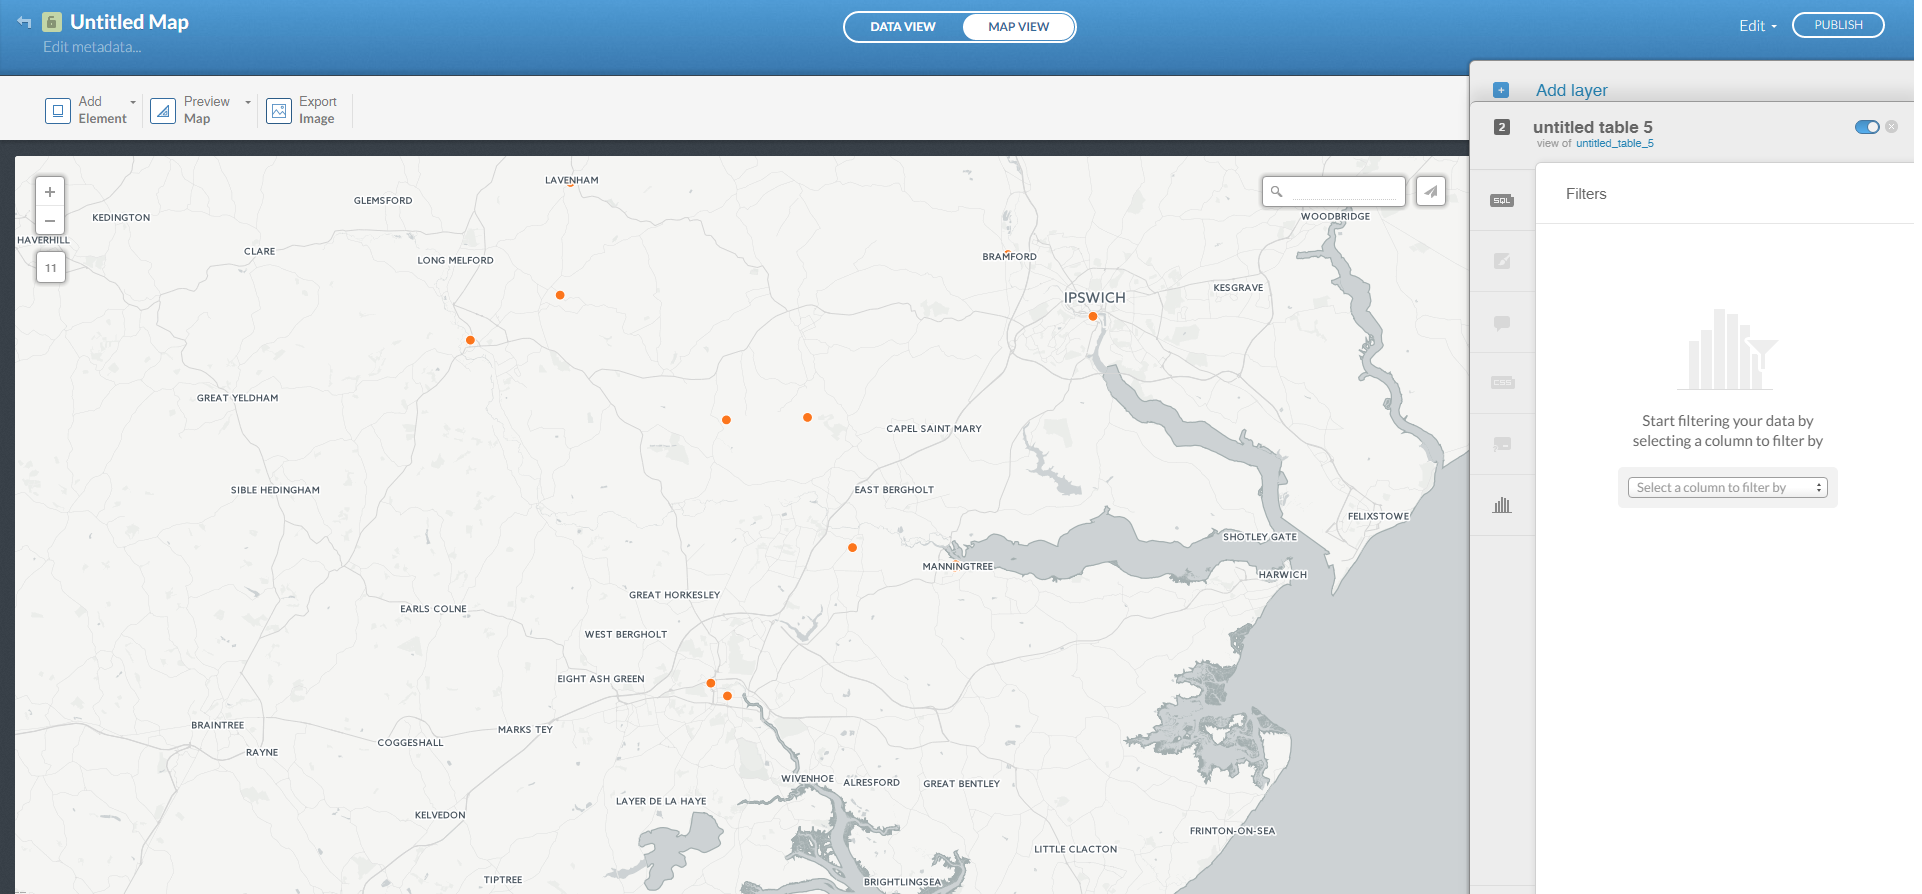 Untitled Map
Edit metadata...
DATA VIEW
MAP VIEW
Edit
PUBLISH
Add
Element
Preview
Map
Export
Image
+ Add layer
2 untitled table 5
view of untitled_table_5
SQL
CSS
Filters
Start filtering your data by
selecting a column to filter by
Select a column to filter by
+
−
11
LAVENHAM
GLEMSFORD
KEDINGTON
WOODBRIDGE
HAVERHILL
CLARE
LONG MELFORD
BRAMFORD
KESGRAVE
IPSWICH
GREAT YELDHAM
CAPEL SAINT MARY
SIBLE HEDINGHAM
EAST BERGHOLT
FELIXSTOWE
SHOTLEY GATE
MANNINGTREE
HARWICH
GREAT HORKESLEY
EARLS COLNE
WEST BERGHOLT
EIGHT ASH GREEN
BRAINTREE
MARKS TEY
COGGESHALL
RAYNE
WIVENHOE
ALRESFORD
GREAT BENTLEY
LAYER DE LA HAYE
KELVEDON
FRINTON-ON-SEA
LITTLE CLACTON
TIPTREE
BRIGHTLINGSEA